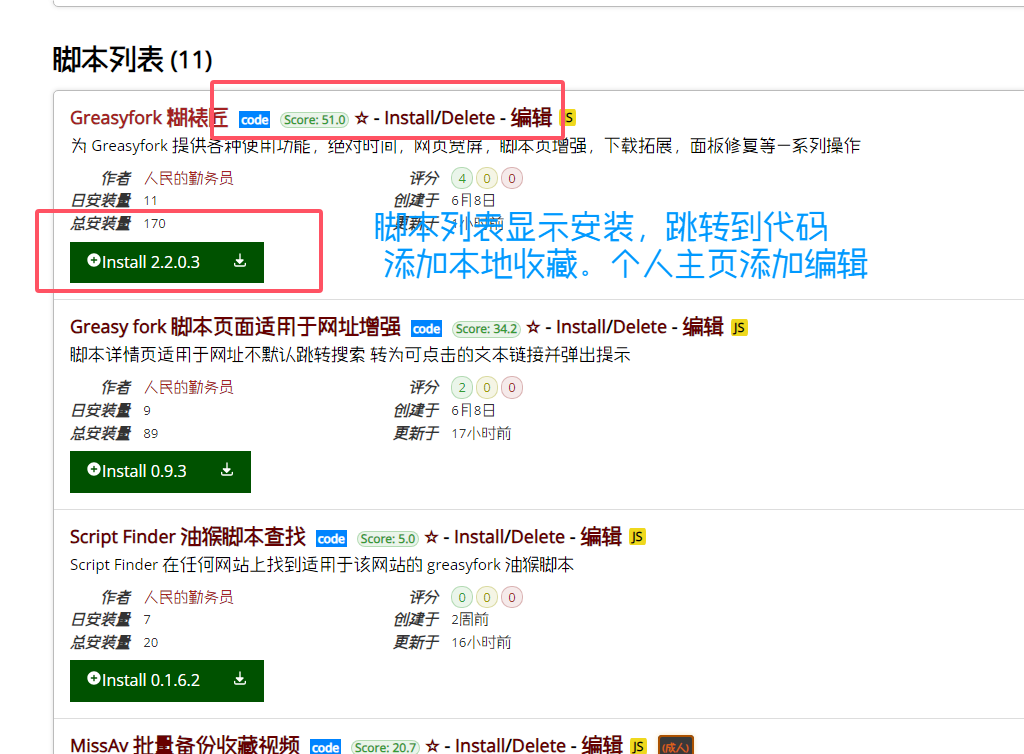 脚本列表 (11)
Greasyfork 糊裱匠 code Score: 51.0 ☆ - Install/Delete - 编辑 JS
为 Greasyfork 提供各种使用功能，绝对时间，网页宽屏，脚本页增强，下载拓展，面板修复等一系列操作
作者 人民的勤务员 评分 4 0 0
日安装量 11 创建于 6月8日
总安装量 170 更新于 1小时前
脚本列表显示安装，跳转到代码
添加本地收藏。个人主页添加编辑
Install 2.2.0.3
Greasy fork 脚本页面适用于网址增强 code Score: 34.2 ☆ - Install/Delete - 编辑 JS
脚本详情页适用于网址不默认跳转搜索 转为可点击的文本链接并弹出提示
作者 人民的勤务员 评分 2 0 0
日安装量 9 创建于 6月8日
总安装量 89 更新于 17小时前
Install 0.9.3
Script Finder 油猴脚本查找 code Score: 5.0 ☆ - Install/Delete - 编辑 JS
Script Finder 在任何网站上找到适用于该网站的 greasyfork 油猴脚本
作者 人民的勤务员 评分 0 0 0
日安装量 7 创建于 2周前
总安装量 20 更新于 16小时前
Install 0.1.6.2
MissAv 批量备份收藏视频 code Score: 20.7 ☆ - Install/Delete - 编辑 JS (成人)